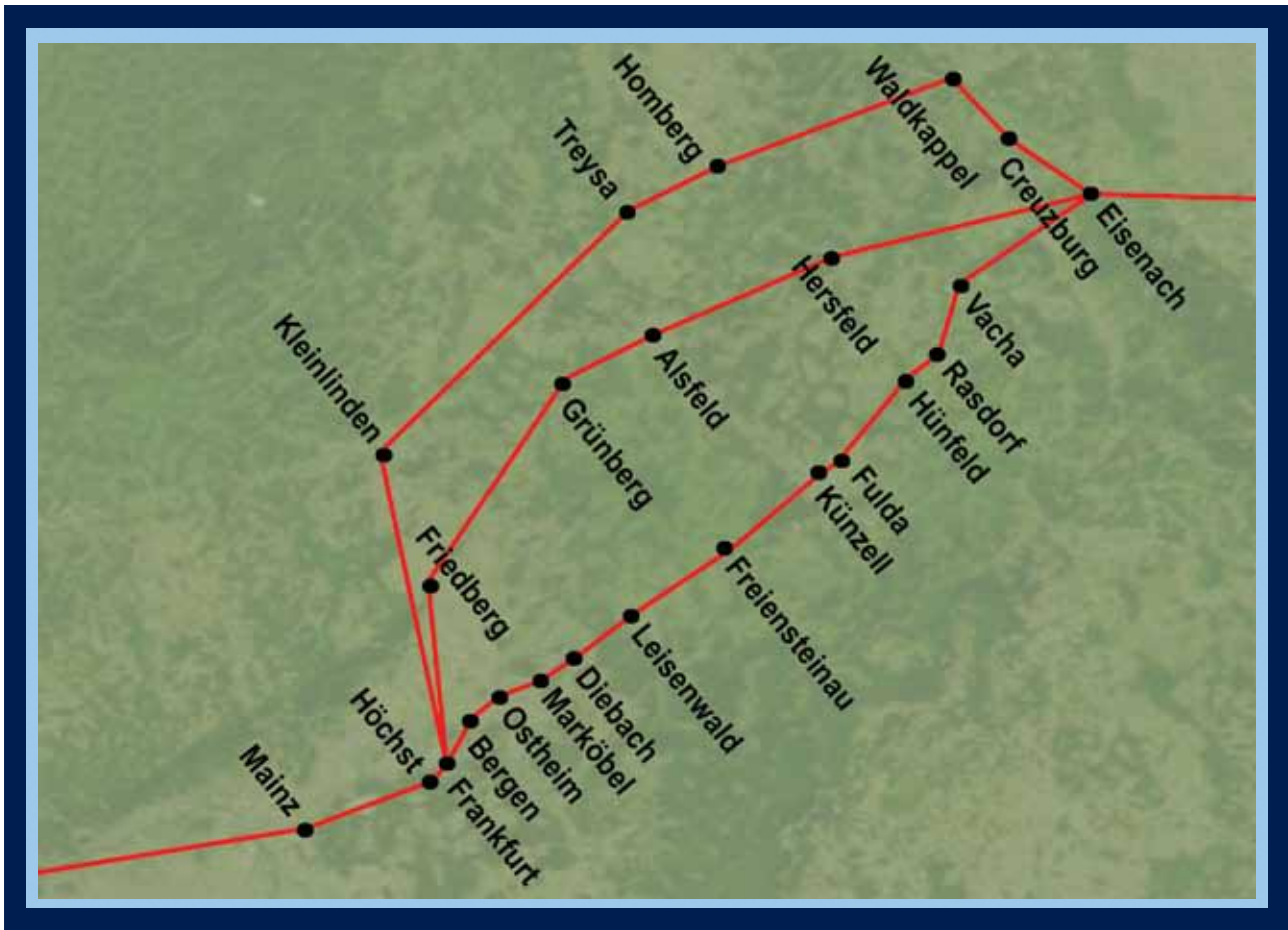 Homberg
Waldkappel
Treysa
Creuzburg
Eisenach
Hersfeld
Vacha
Kleinlinden
Alsfeld
Rasdorf
Grünberg
Hünfeld
Fulda
Künzell
Friedberg
Freiensteinau
Leisenwald
Diebach
Marköbel
Ostheim
Höchst
Bergen
Mainz
Frankfurt